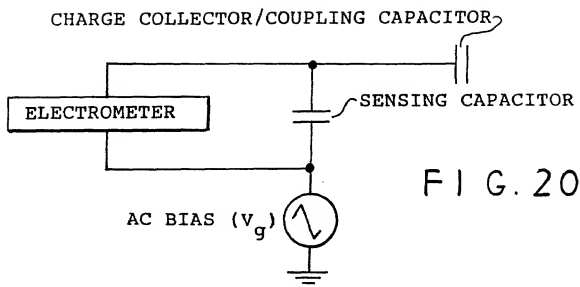 CHARGE COLLECTOR/COUPLING CAPACITOR
ELECTROMETER
SENSING CAPACITOR
FIG. 20
AC BIAS (Vg)